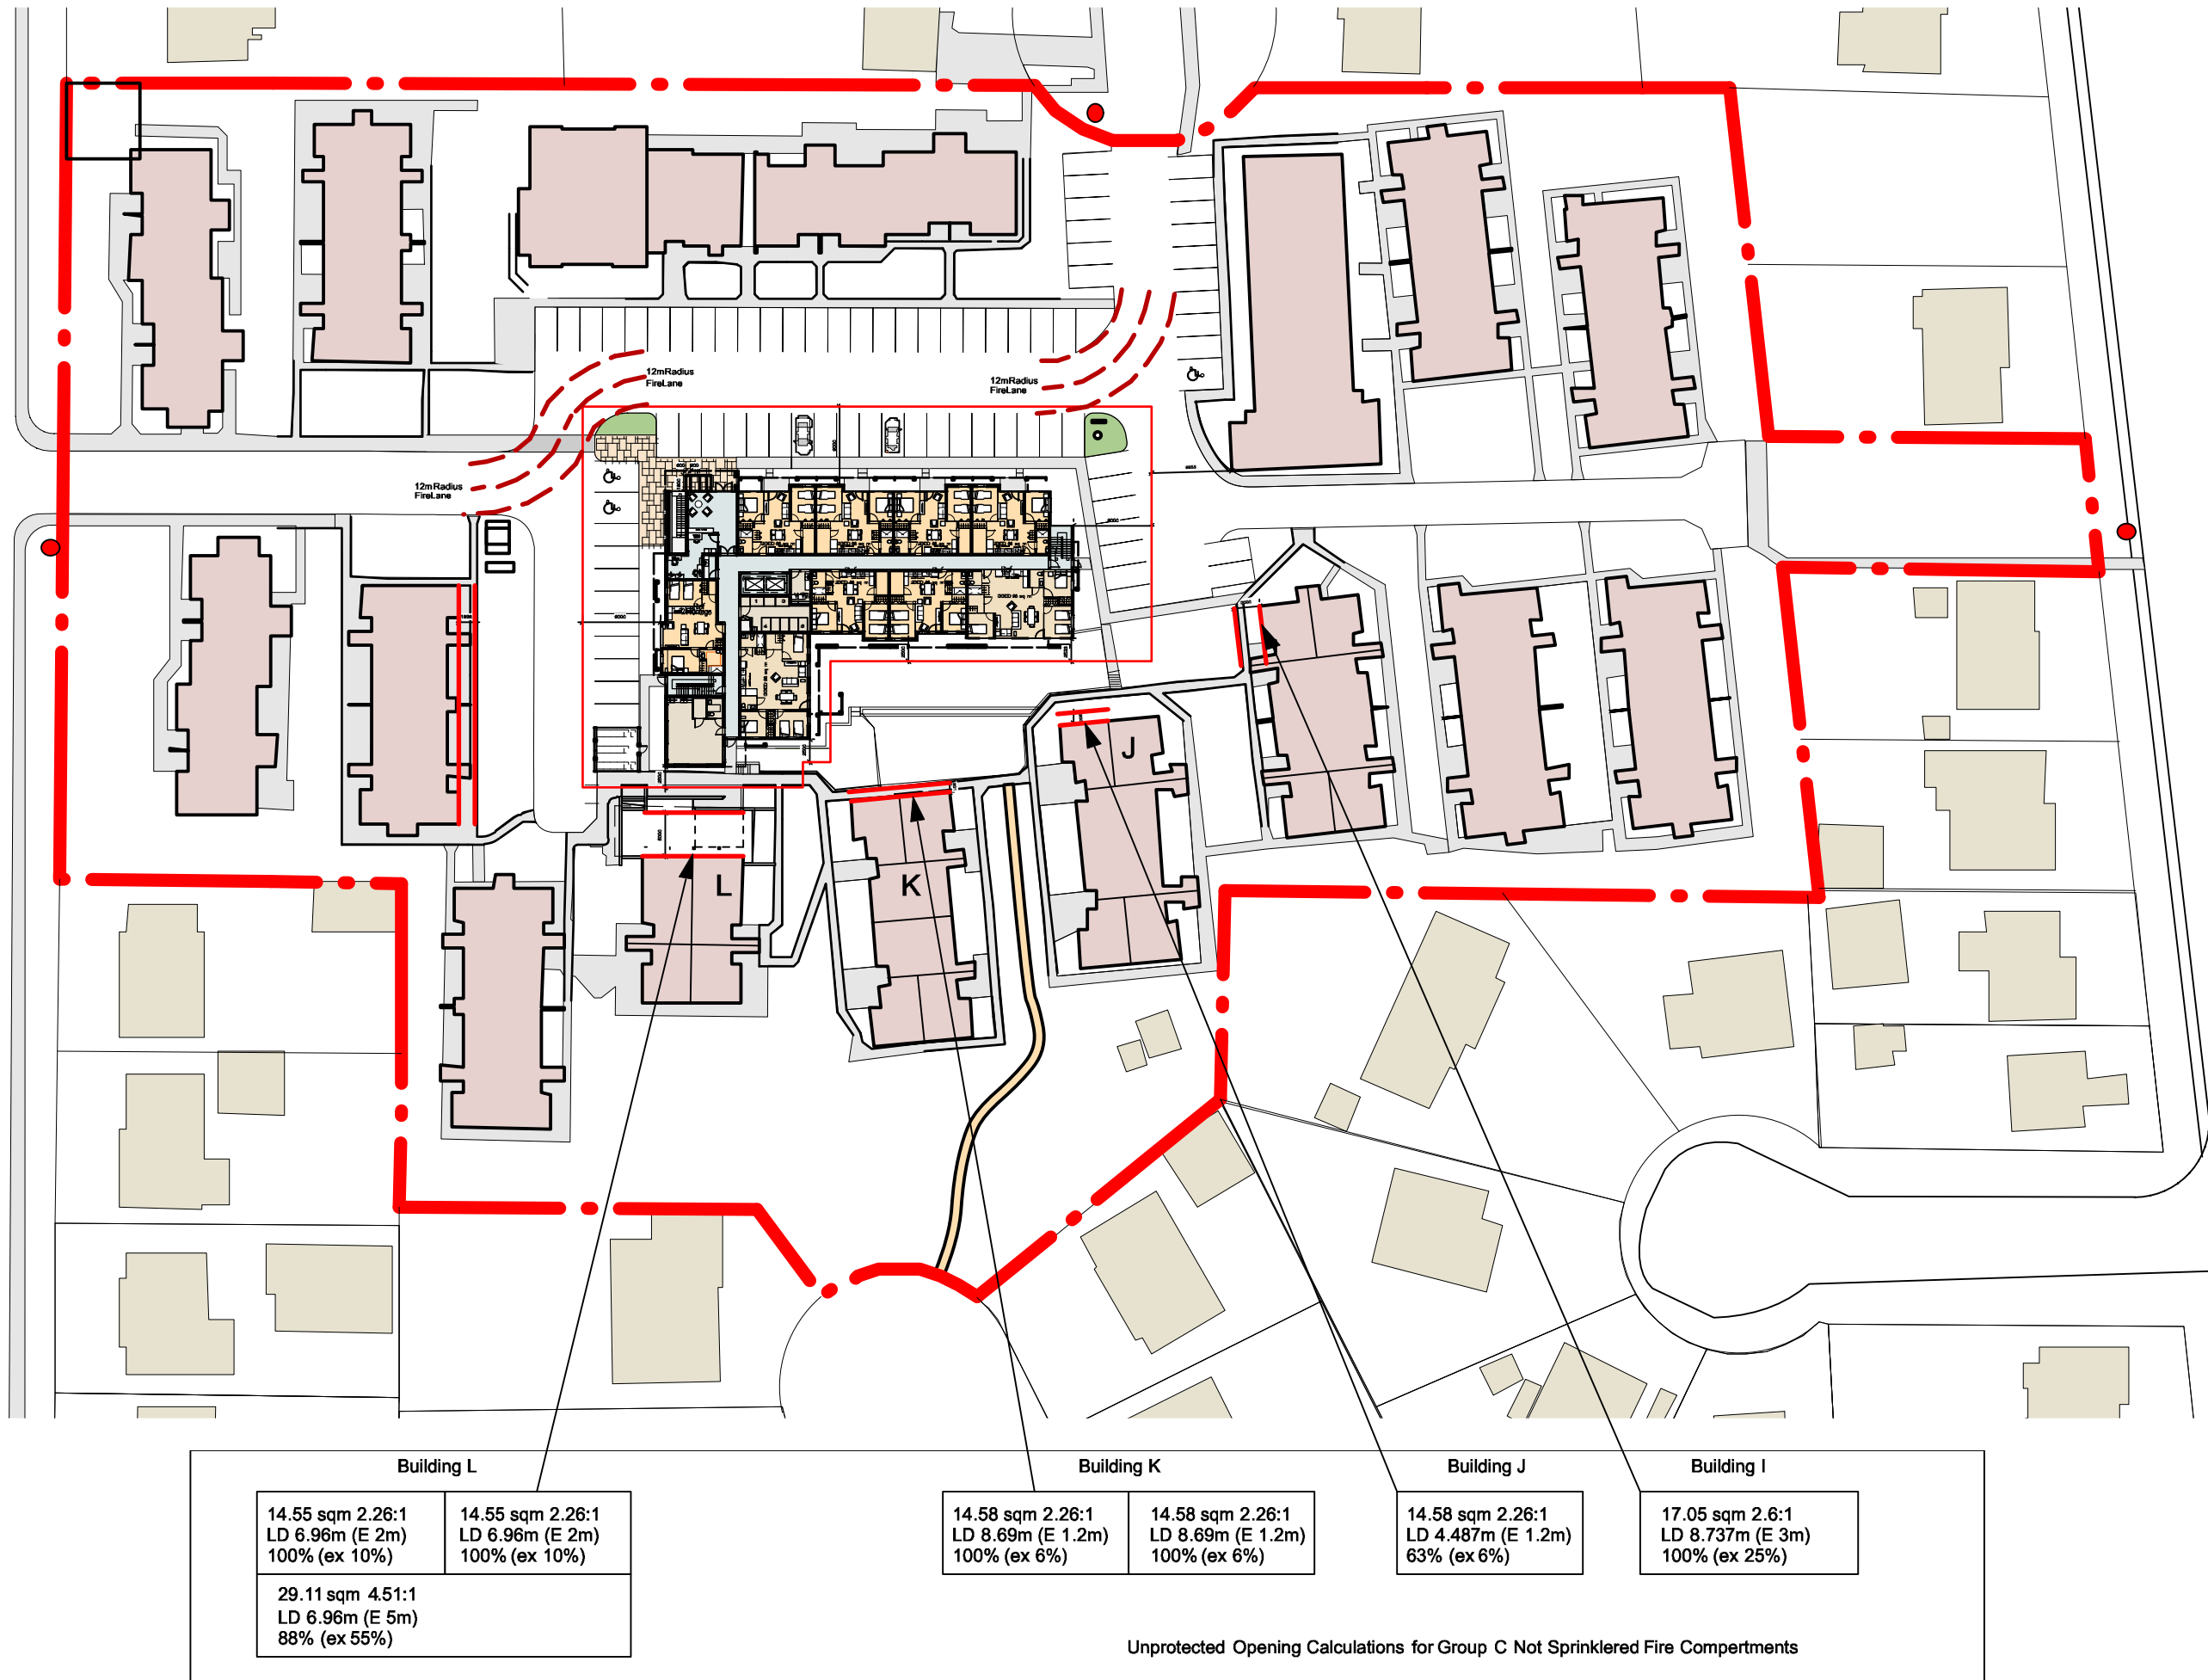 12mRadius
FireLane
12mRadius
FireLane
12mRadius
FireLane
J
K
L
Building L
14.55 sqm 2.26:1
LD 6.96m (E 2m)
100% (ex 10%)
14.55 sqm 2.26:1
LD 6.96m (E 2m)
100% (ex 10%)
29.11 sqm 4.51:1
LD 6.96m (E 5m)
88% (ex 55%)
Building K
14.58 sqm 2.26:1
LD 8.69m (E 1.2m)
100% (ex 6%)
14.58 sqm 2.26:1
LD 8.69m (E 1.2m)
100% (ex 6%)
Building J
14.58 sqm 2.26:1
LD 4.487m (E 1.2m)
63% (ex 6%)
Building I
17.05 sqm 2.6:1
LD 8.737m (E 3m)
100% (ex 25%)
Unprotected Opening Calculations for Group C Not Sprinklered Fire Compertments